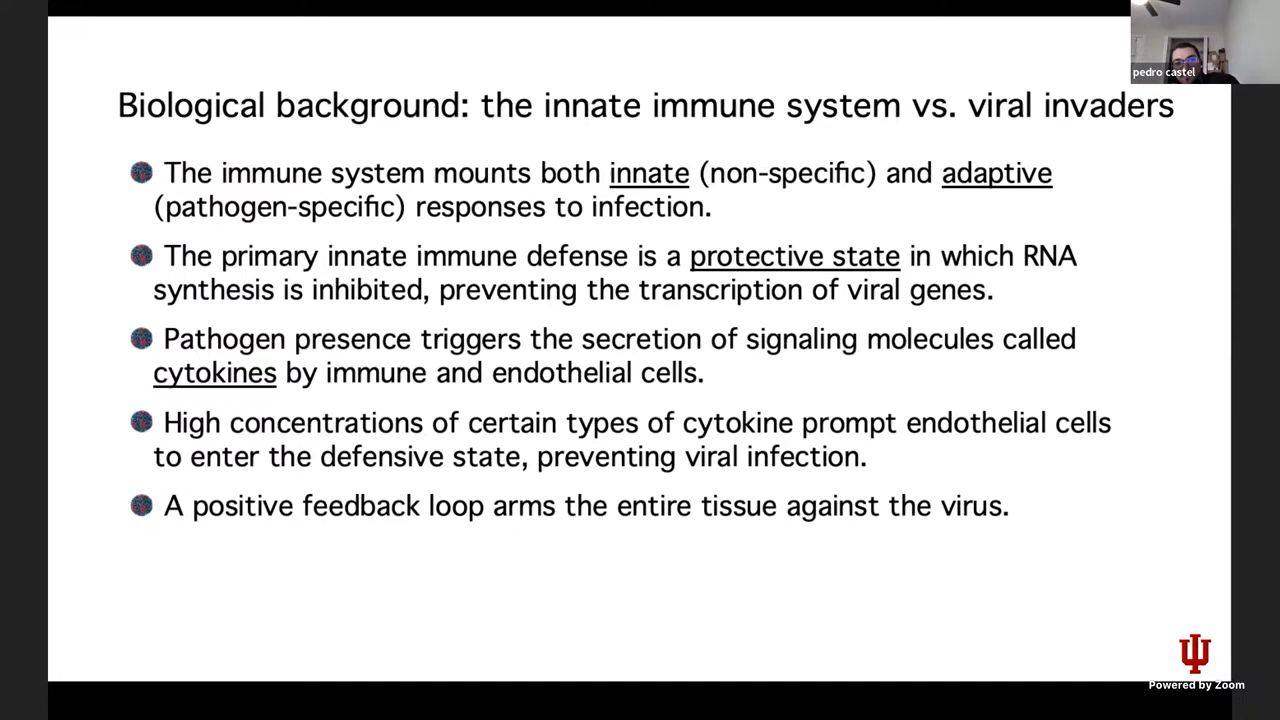 pedro castel
Biological background: the innate immune system vs. viral invaders
The immune system mounts both innate (non-specific) and adaptive
(pathogen-specific) responses to infection.
The primary innate immune defense is a protective state in which RNA
synthesis is inhibited, preventing the transcription of viral genes.
Pathogen presence triggers the secretion of signaling molecules called
cytokines by immune and endothelial cells.
High concentrations of certain types of cytokine prompt endothelial cells
to enter the defensive state, preventing viral infection.
A positive feedback loop arms the entire tissue against the virus.
Powered by Zoom